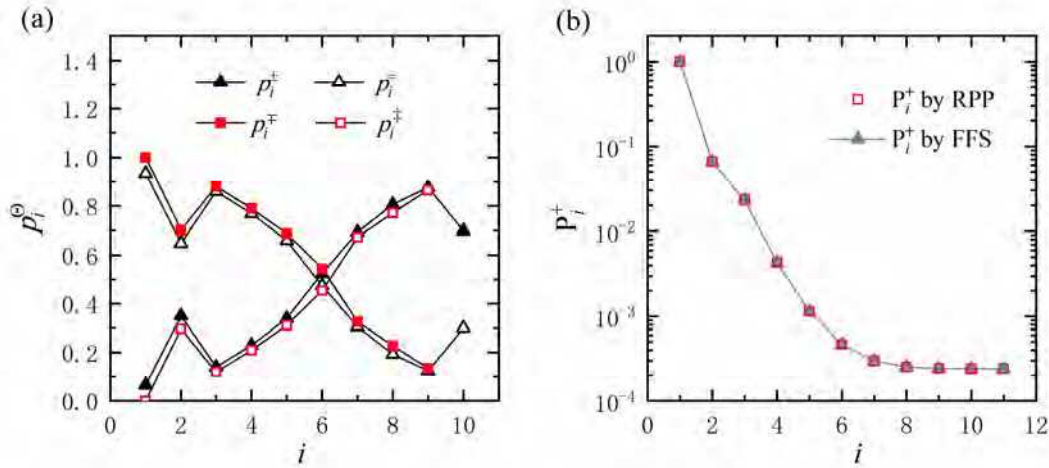 (a)
1.4
1.2
1.0
0.8
0.6
0.4
0.2
0.0
p_i^Θ
p_i^± p_i^=
p_i^∓ p_i^‡
0 2 4 6 8 10
i
(b)
10^0
10^-1
10^-2
10^-3
10^-4
P_i^+
P_i^+ by RPP
P_i^+ by FFS
0 2 4 6 8 10 12
i